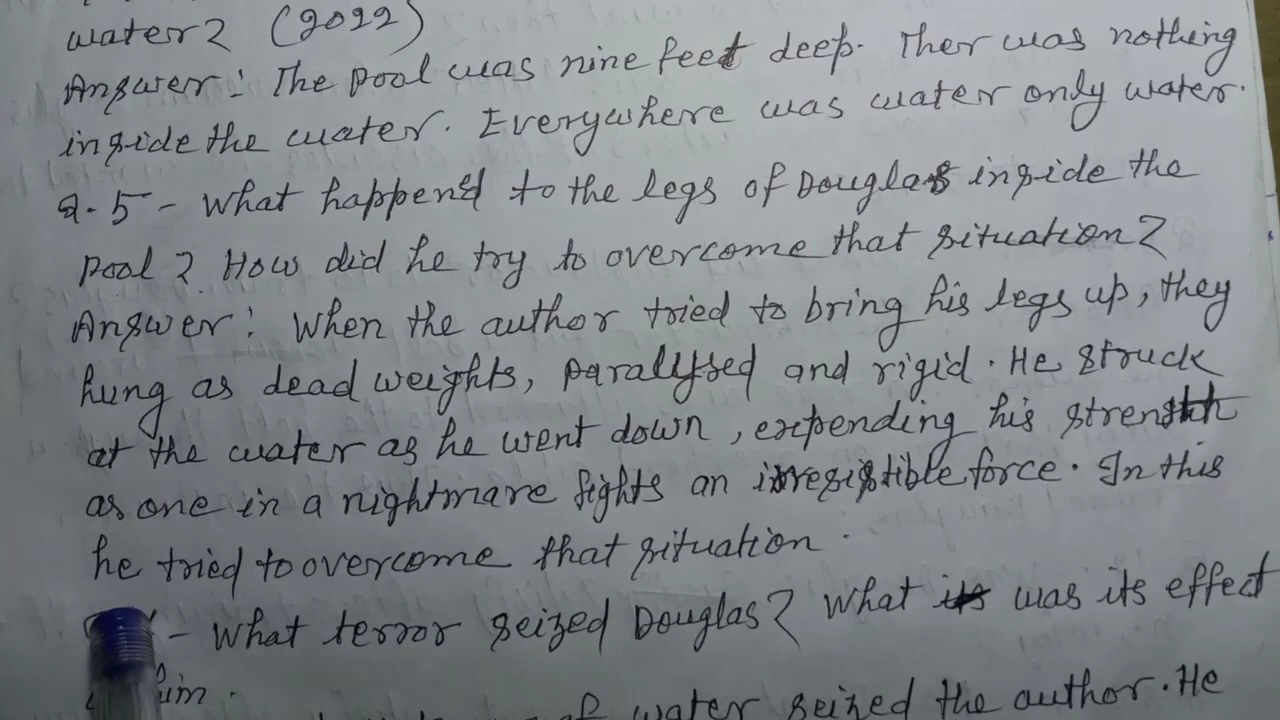 water? (2022)
Answer: The pool was nine feet deep. Ther was nothing
inside the water. Everywhere was water only water.
Q.5 - What happend to the legs of Douglas inside the
pool? How did he try to overcome that situation?
Answer: When the author tried to bring his legs up, they
hung as dead weights, paralysed and rigid. He struck
at the water as he went down, expending his strength
as one in a nightmare fights an irresistible force. In this
he tried to overcome that situation.
- What terror seized Douglas? What was its effect
him.
of water seized the author. He